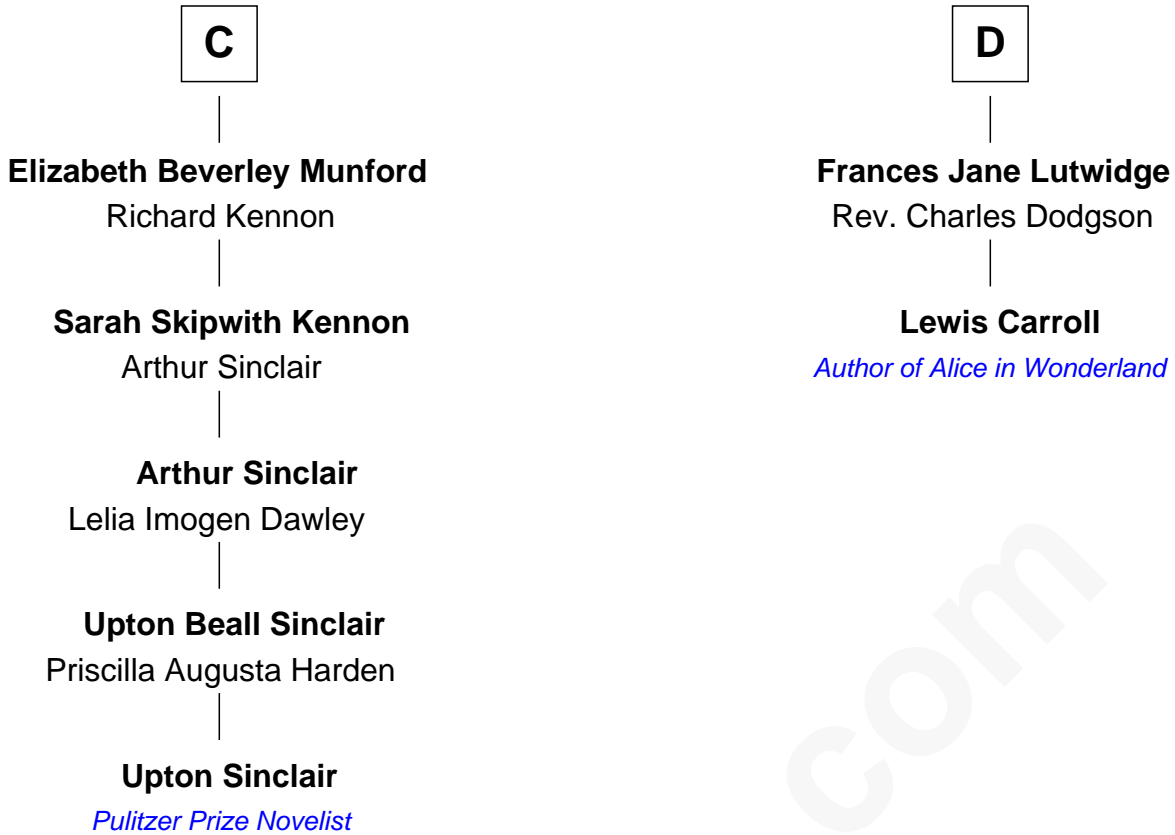 C
Elizabeth Beverley Munford
Richard Kennon
Sarah Skipwith Kennon
Arthur Sinclair
Arthur Sinclair
Lelia Imogen Dawley
Upton Beall Sinclair
Priscilla Augusta Harden
Upton Sinclair
Pulitzer Prize Novelist
D
Frances Jane Lutwidge
Rev. Charles Dodgson
Lewis Carroll
Author of Alice in Wonderland
com